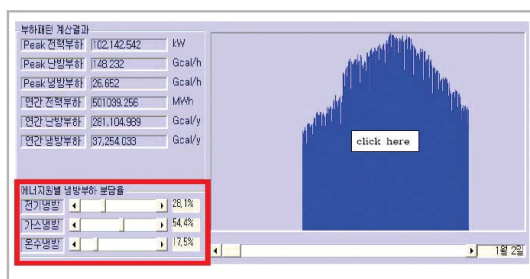 부하패턴 계산결과
Peak 전력부하 102,142.542 kW
Peak 난방부하 148.232 Gcal/h
Peak 냉방부하 26.652 Gcal/h
연간 전력부하 501039.256 MWh
연간 난방부하 281,104.989 Gcal/y
연간 냉방부하 37,254.033 Gcal/y
click here
에너지원별 냉방부하 분담율
전기냉방 28,1%
가스냉방 54,4%
온수냉방 17,5%
1월 2일